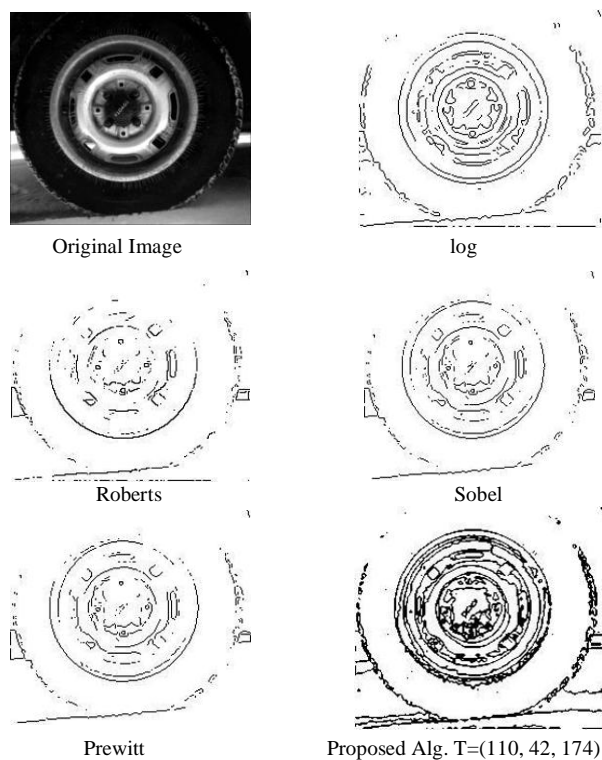 Original Image
log
Roberts
Sobel
Prewitt
Proposed Alg. T=(110, 42, 174)